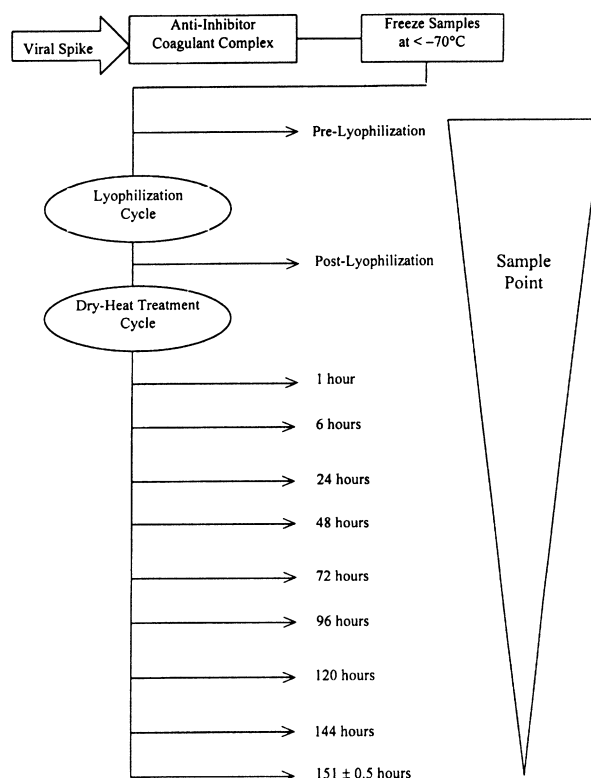 Viral Spike
Anti-Inhibitor
Coagulant Complex
Freeze Samples
at < –70°C
Pre-Lyophilization
Lyophilization
Cycle
Post-Lyophilization
Sample
Point
Dry-Heat Treatment
Cycle
1 hour
6 hours
24 hours
48 hours
72 hours
96 hours
120 hours
144 hours
151 ± 0.5 hours